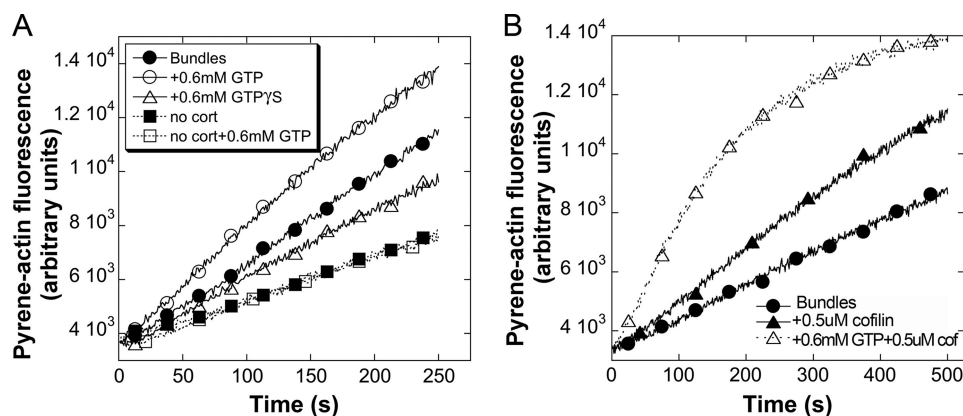 A
Pyrene-actin fluorescence
(arbitrary units)
1.4 10⁴
1.2 10⁴
1 10⁴
8 10³
6 10³
4 10³
Bundles
+0.6mM GTP
+0.6mM GTPγS
no cort
no cort+0.6mM GTP
0 50 100 150 200 250
Time (s)
B
Pyrene-actin fluorescence
(arbitrary units)
1.4 10⁴
1.2 10⁴
1 10⁴
8 10³
6 10³
4 10³
Bundles
+0.5uM cofilin
+0.6mM GTP+0.5uM cof
0 100 200 300 400 500
Time (s)